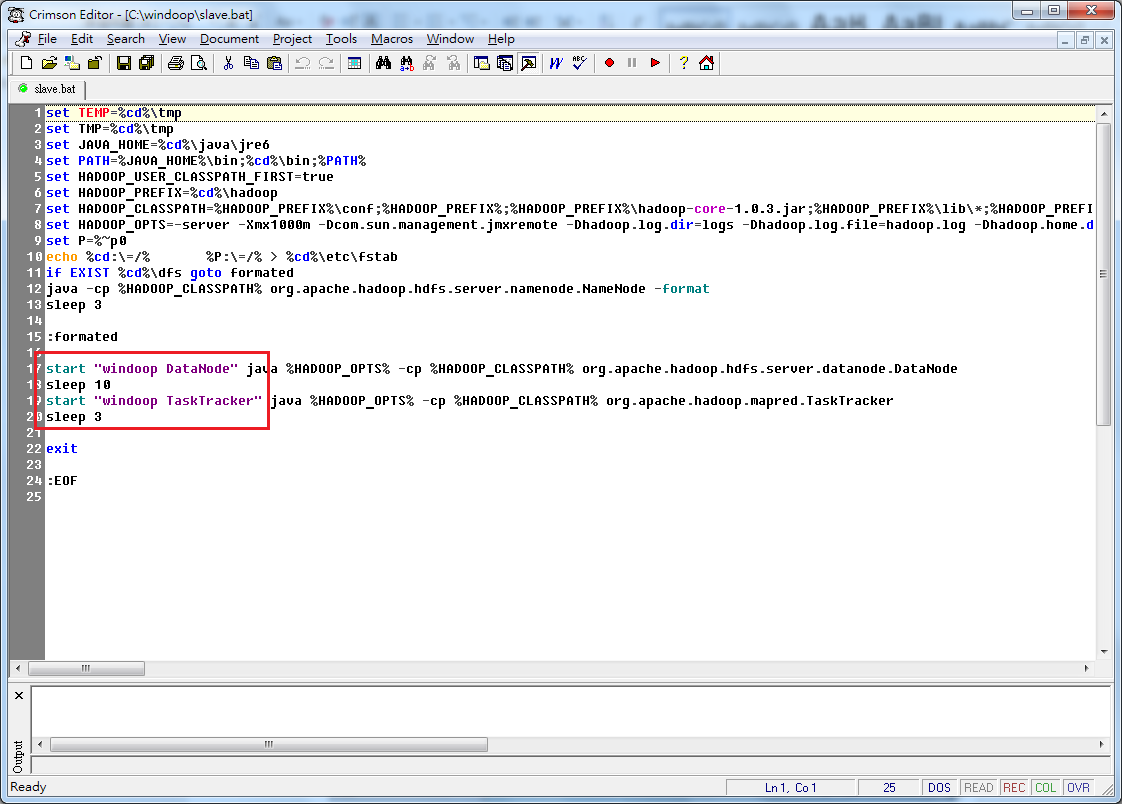 Crimson Editor - [C:\windoop\slave.bat]
File Edit Search View Document Project Tools Macros Window Help
slave.bat
1 set TEMP=%cd%\tmp
2 set TMP=%cd%\tmp
3 set JAVA_HOME=%cd%\java\jre6
4 set PATH=%JAVA_HOME%\bin;%cd%\bin;%PATH%
5 set HADOOP_USER_CLASSPATH_FIRST=true
6 set HADOOP_PREFIX=%cd%\hadoop
7 set HADOOP_CLASSPATH=%HADOOP_PREFIX%\conf;%HADOOP_PREFIX%;%HADOOP_PREFIX%\hadoop-core-1.0.3.jar;%HADOOP_PREFIX%\lib\*;%HADOOP_PREFI
8 set HADOOP_OPTS=-server -Xmx1000m -Dcom.sun.management.jmxremote -Dhadoop.log.dir=logs -Dhadoop.log.file=hadoop.log -Dhadoop.home.d
9 set P=%~p0
10 echo %cd:\=/%       %P:\=/% > %cd%\etc\fstab
11 if EXIST %cd%\dfs goto formated
12 java -cp %HADOOP_CLASSPATH% org.apache.hadoop.hdfs.server.namenode.NameNode -format
13 sleep 3
14
15 :formated
16
17 start "windoop DataNode" java %HADOOP_OPTS% -cp %HADOOP_CLASSPATH% org.apache.hadoop.hdfs.server.datanode.DataNode
18 sleep 10
19 start "windoop TaskTracker" java %HADOOP_OPTS% -cp %HADOOP_CLASSPATH% org.apache.hadoop.mapred.TaskTracker
20 sleep 3
21
22 exit
23
24 :EOF
25
Output
Ready Ln 1, Co 1 25 DOS READ REC COL OVR